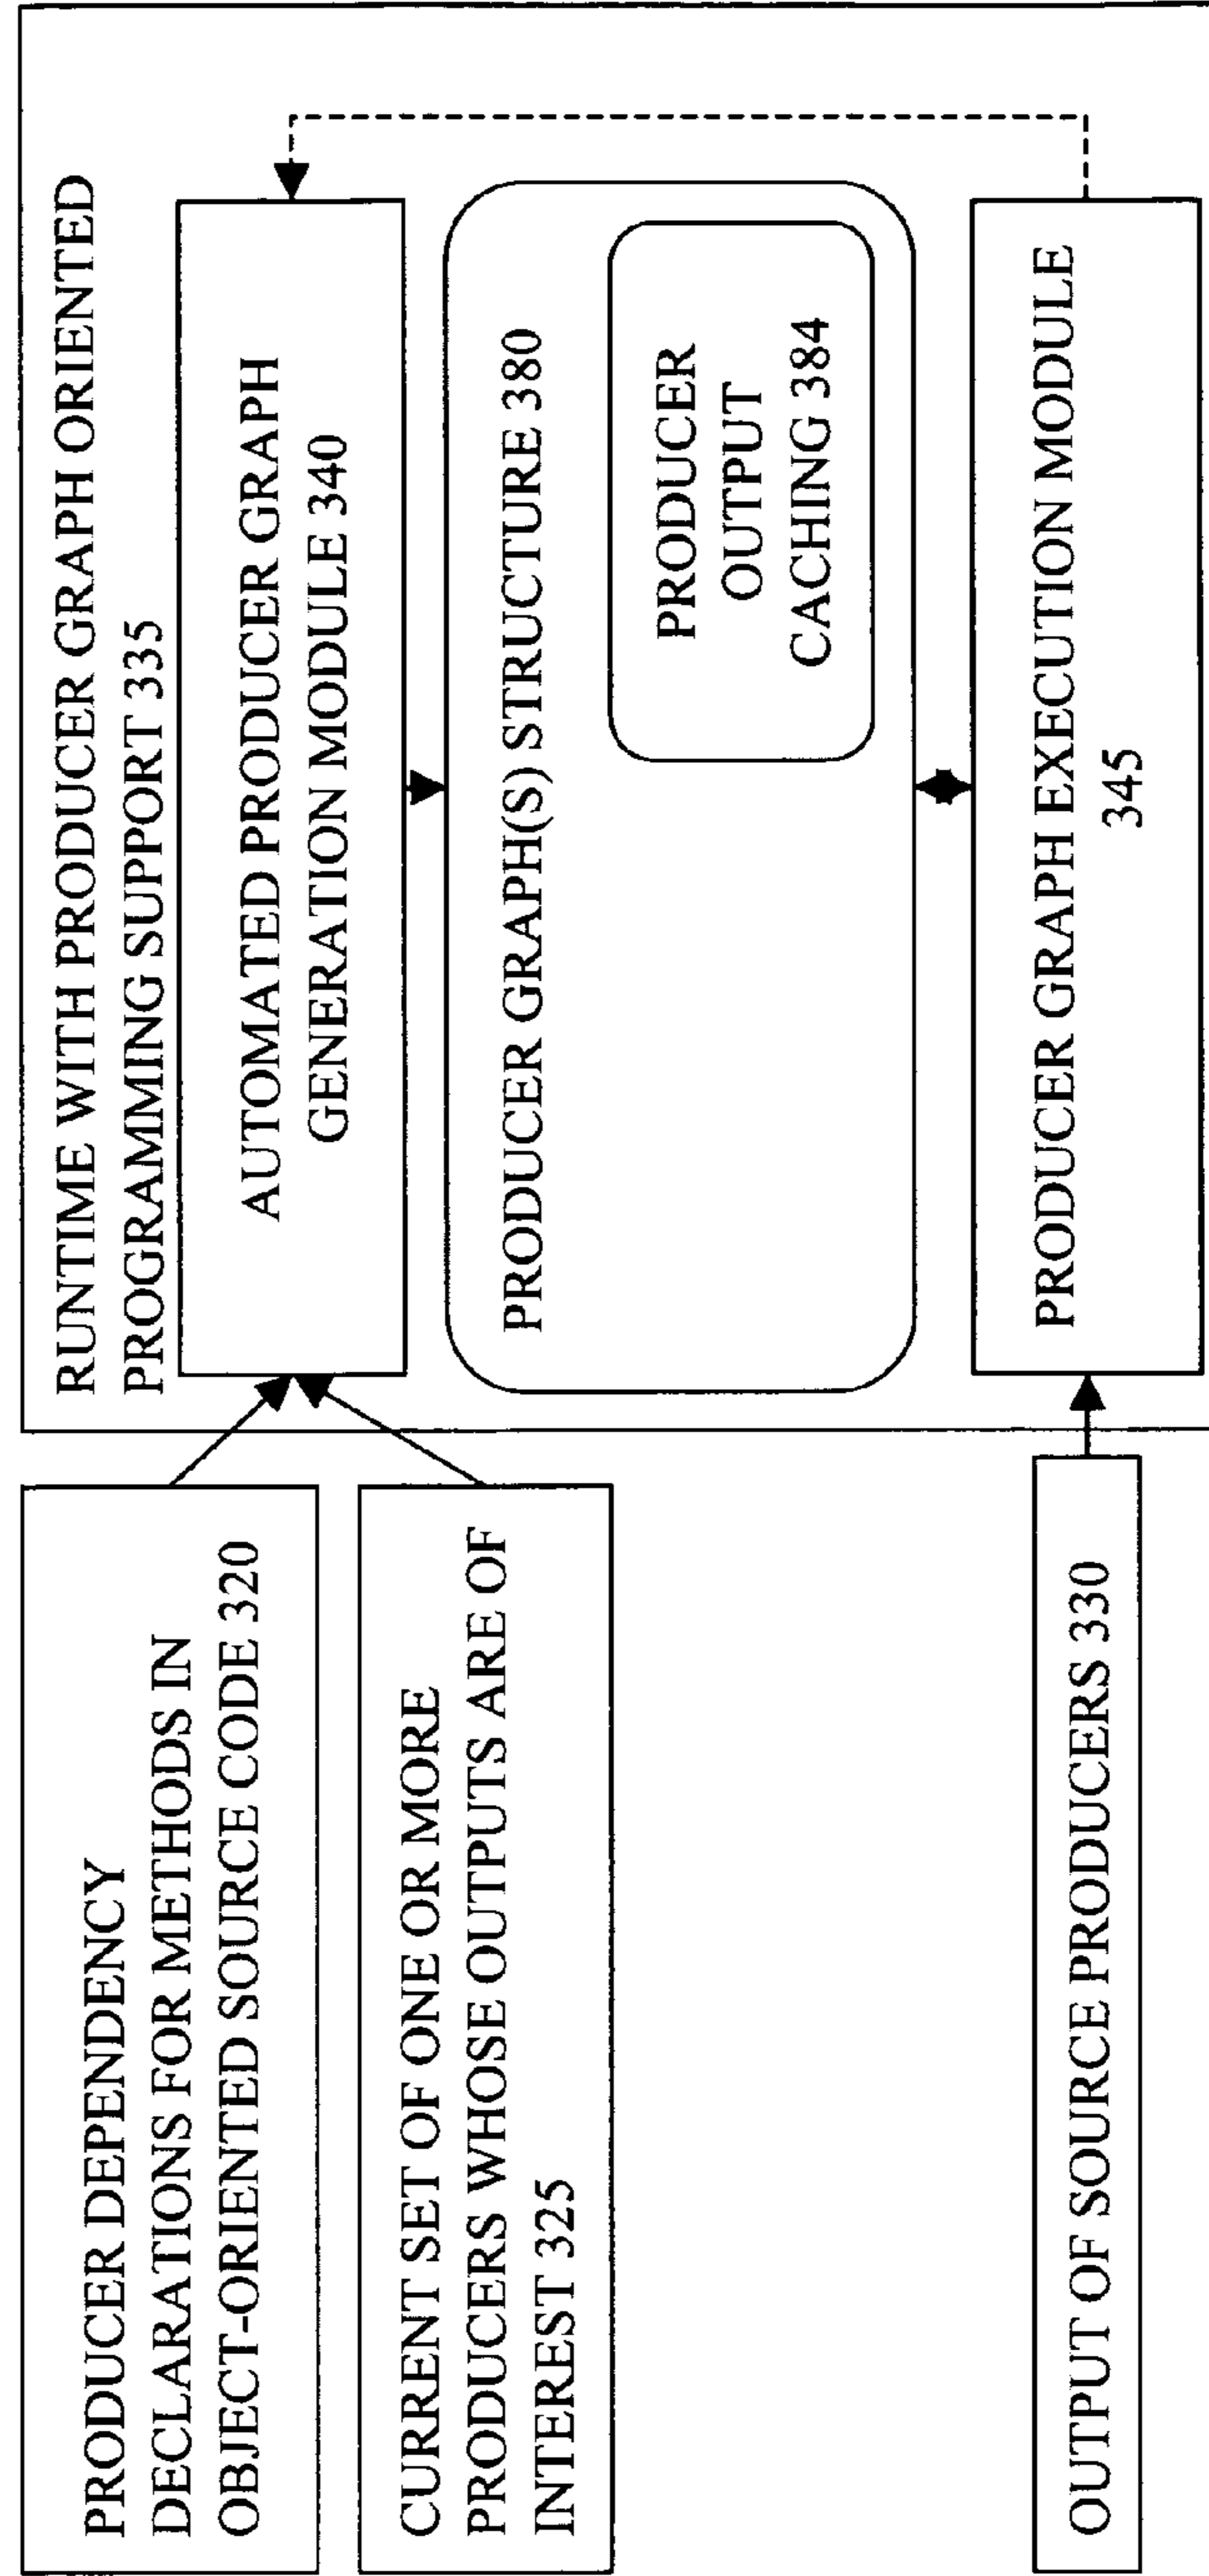 PRODUCER DEPENDENCY
DECLARATIONS FOR METHODS IN
OBJECT-ORIENTED SOURCE CODE 320
CURRENT SET OF ONE OR MORE
PRODUCERS WHOSE OUTPUTS ARE OF
INTEREST 325
OUTPUT OF SOURCE PRODUCERS 330
RUNTIME WITH PRODUCER GRAPH ORIENTED
PROGRAMMING SUPPORT 335
AUTOMATED PRODUCER GRAPH
GENERATION MODULE 340
PRODUCER GRAPH(S) STRUCTURE 380
PRODUCER
OUTPUT
CACHING 384
PRODUCER GRAPH EXECUTION MODULE
345